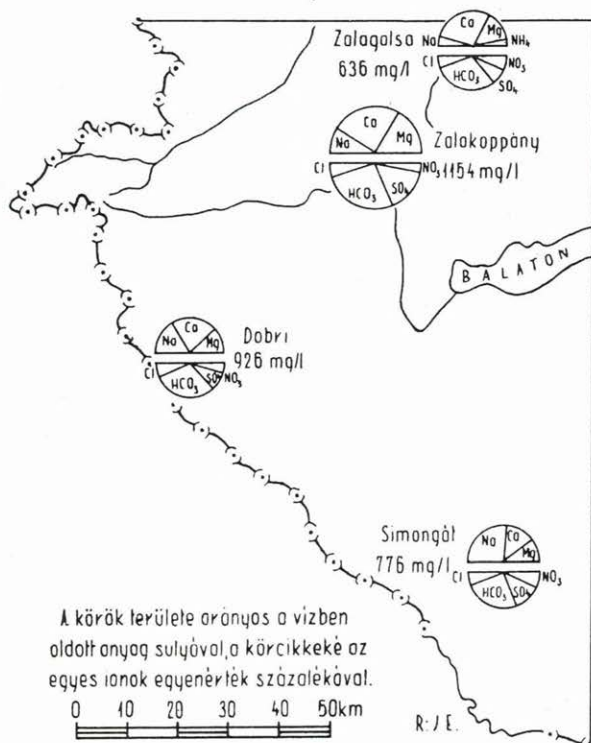 Zalagalsa
636 mg/l
Na Ca Mg NH₄
Cl HCO₃ SO₄ NO₃
Zalakoppány
1154 mg/l
Na Ca Mg
Cl HCO₃ SO₄ NO₃
BALATON
Dobri
926 mg/l
Na Ca Mg
Cl HCO₃ SO₄ NO₃
Simongát
776 mg/l
Na Ca Mg
Cl HCO₃ SO₄ NO₃
A körök területe arányos a vízben
oldott anyag sulyával, a körcikkeké az
egyes ionok egyenérték százalékával.
0 10 20 30 40 50km
R. J E.